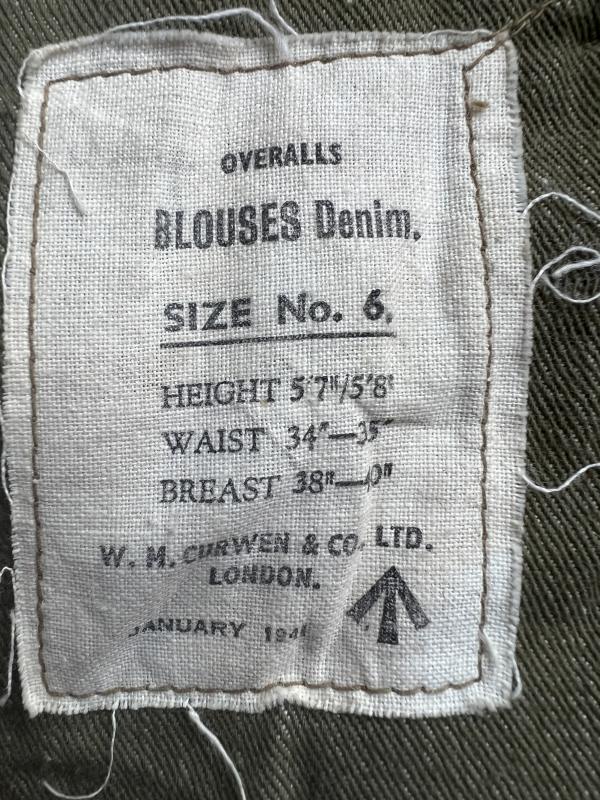 OVERALLS
BLOUSES Denim.
SIZE No. 6.
HEIGHT 5'7"/5'8"
WAIST 34"—35"
BREAST 38"—40"
W. M. CURWEN & CO. LTD.
LONDON.
JANUARY